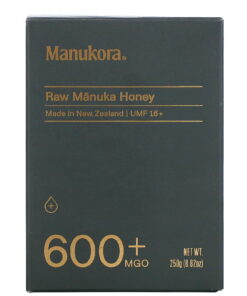 Manukora®
Raw Mānuka Honey
Made in New Zealand | UMF 16+
600+
MGO
NET WT.
250g (8.82oz)